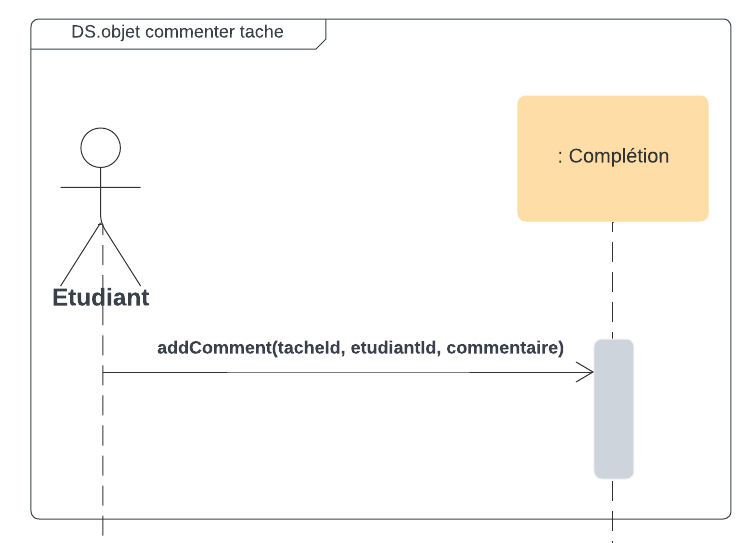 DS.objet commenter tache
: Complétion
Etudiant
addComment(tacheId, etudiantId, commentaire)